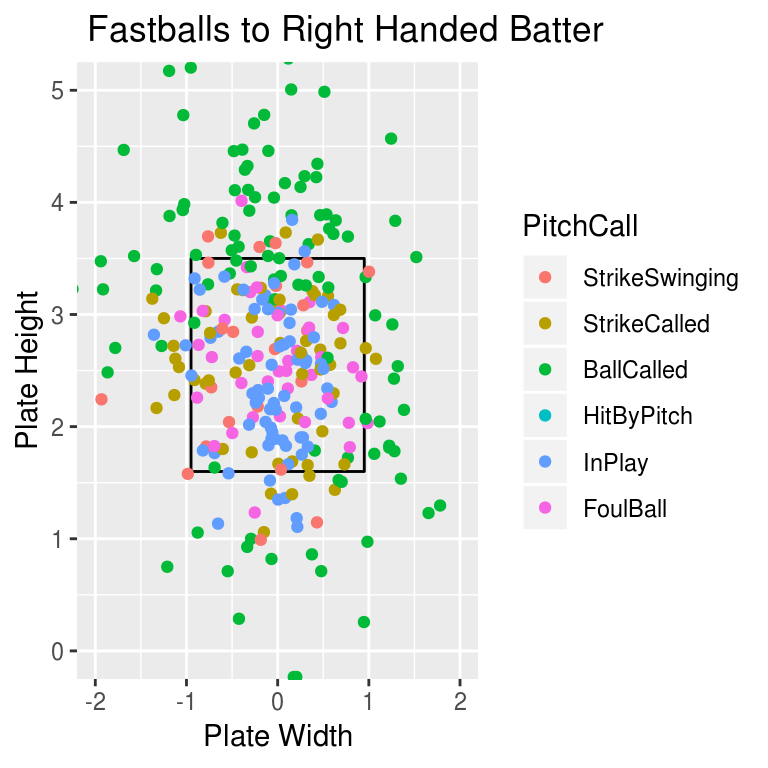 Fastballs to Right Handed Batter
5
4
3
2
1
0
-2 -1 0 1 2
Plate Width
Plate Height
PitchCall
StrikeSwinging
StrikeCalled
BallCalled
HitByPitch
InPlay
FoulBall